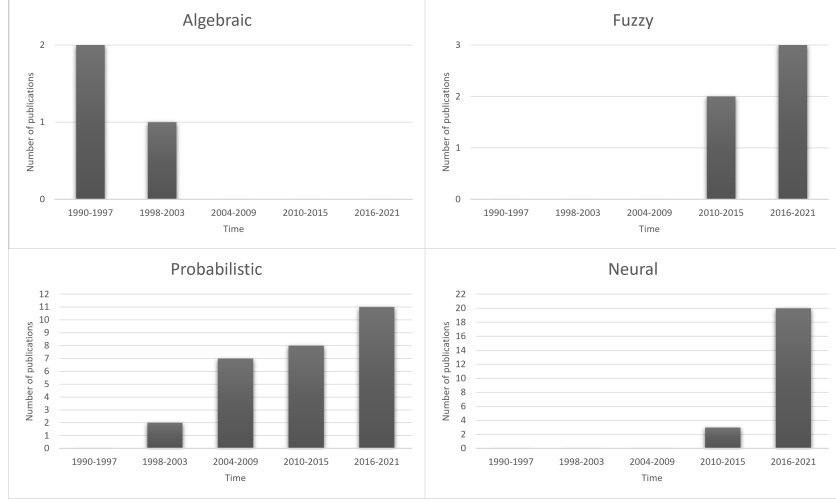 Algebraic
Number of publications
2
1
0
1990-1997 1998-2003 2004-2009 2010-2015 2016-2021
Time
Fuzzy
Number of publications
3
2
1
0
1990-1997 1998-2003 2004-2009 2010-2015 2016-2021
Time
Probabilistic
Number of publications
12
11
10
9
8
7
6
5
4
3
2
1
0
1990-1997 1998-2003 2004-2009 2010-2015 2016-2021
Time
Neural
Number of publications
22
20
18
16
14
12
10
8
6
4
2
0
1990-1997 1998-2003 2004-2009 2010-2015 2016-2021
Time